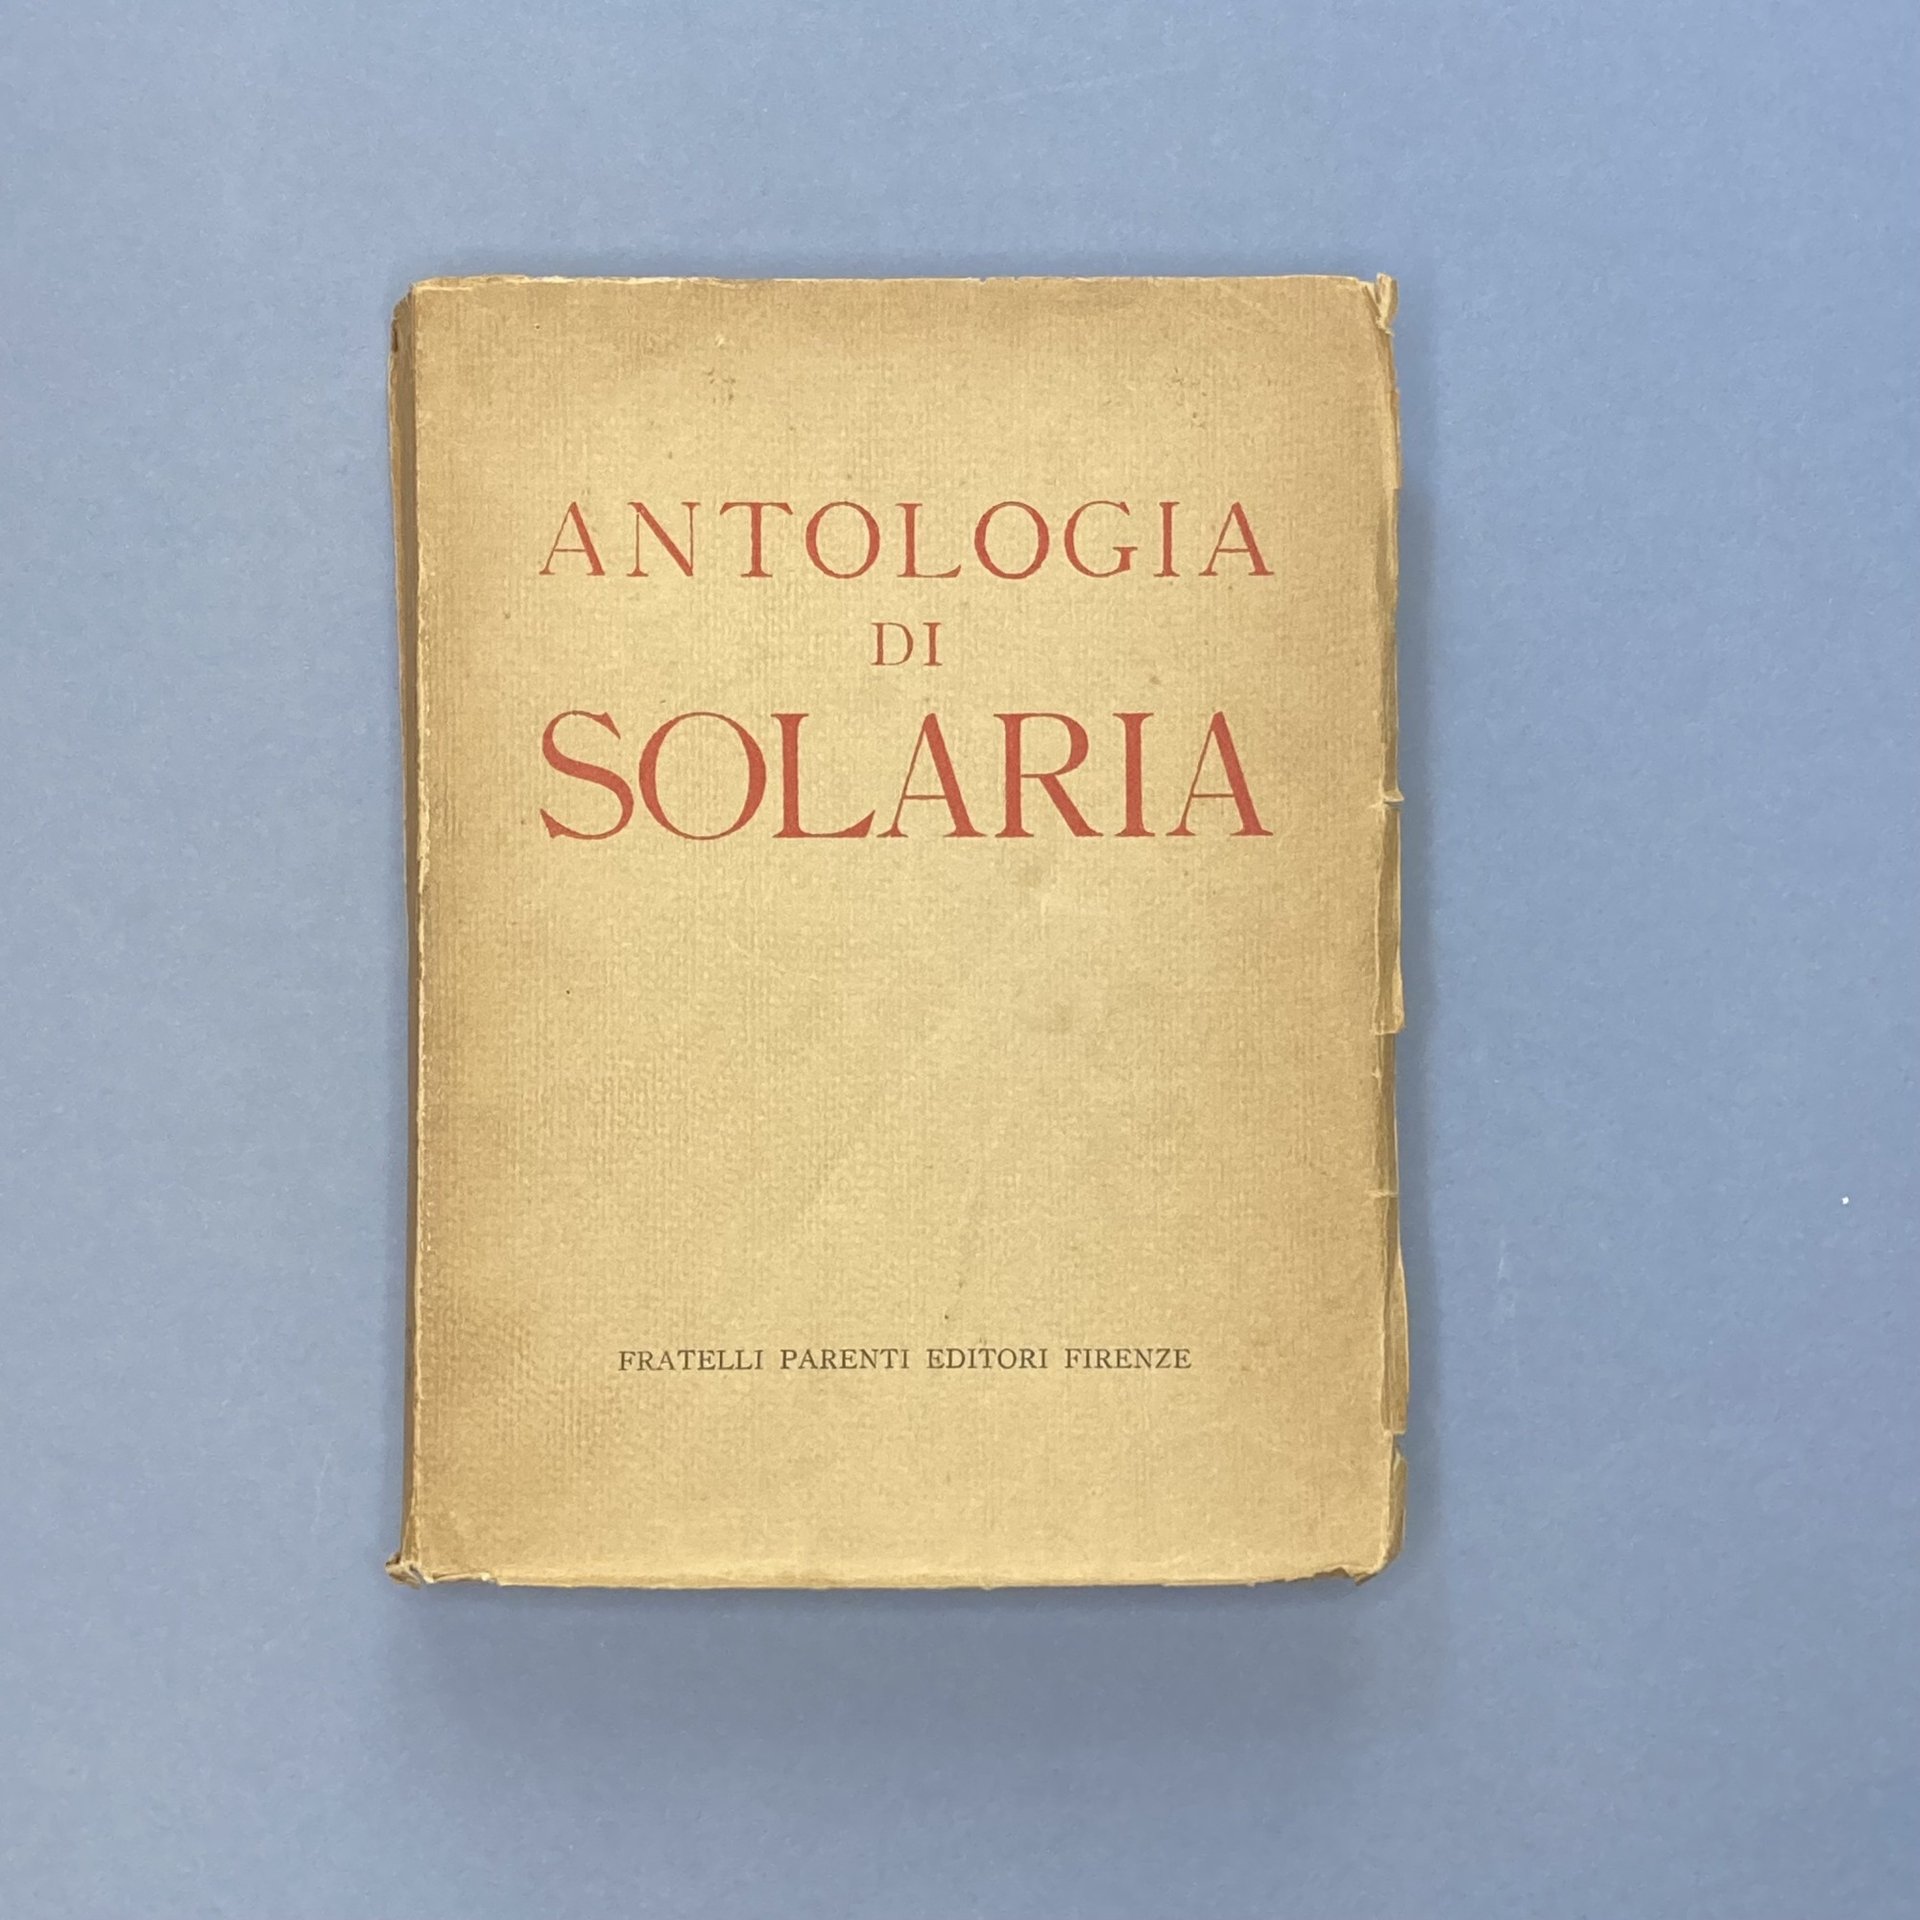 ANTOLOGIA
DI
SOLARIA
FRATELLI PARENTI EDITORI FIRENZE